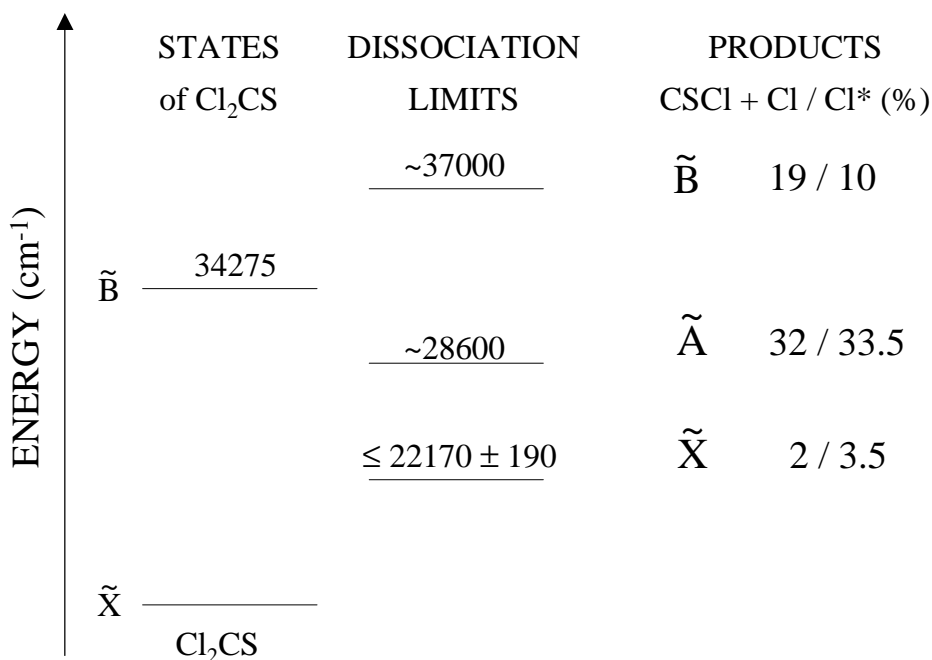 STATES DISSOCIATION PRODUCTS
of Cl₂CS LIMITS CSCl + Cl / Cl* (%)
~37000 B̃ 19 / 10
34275
B̃
~28600 Ã 32 / 33.5
≤ 22170 ± 190 X̃ 2 / 3.5
X̃
Cl₂CS
ENERGY (cm⁻¹)